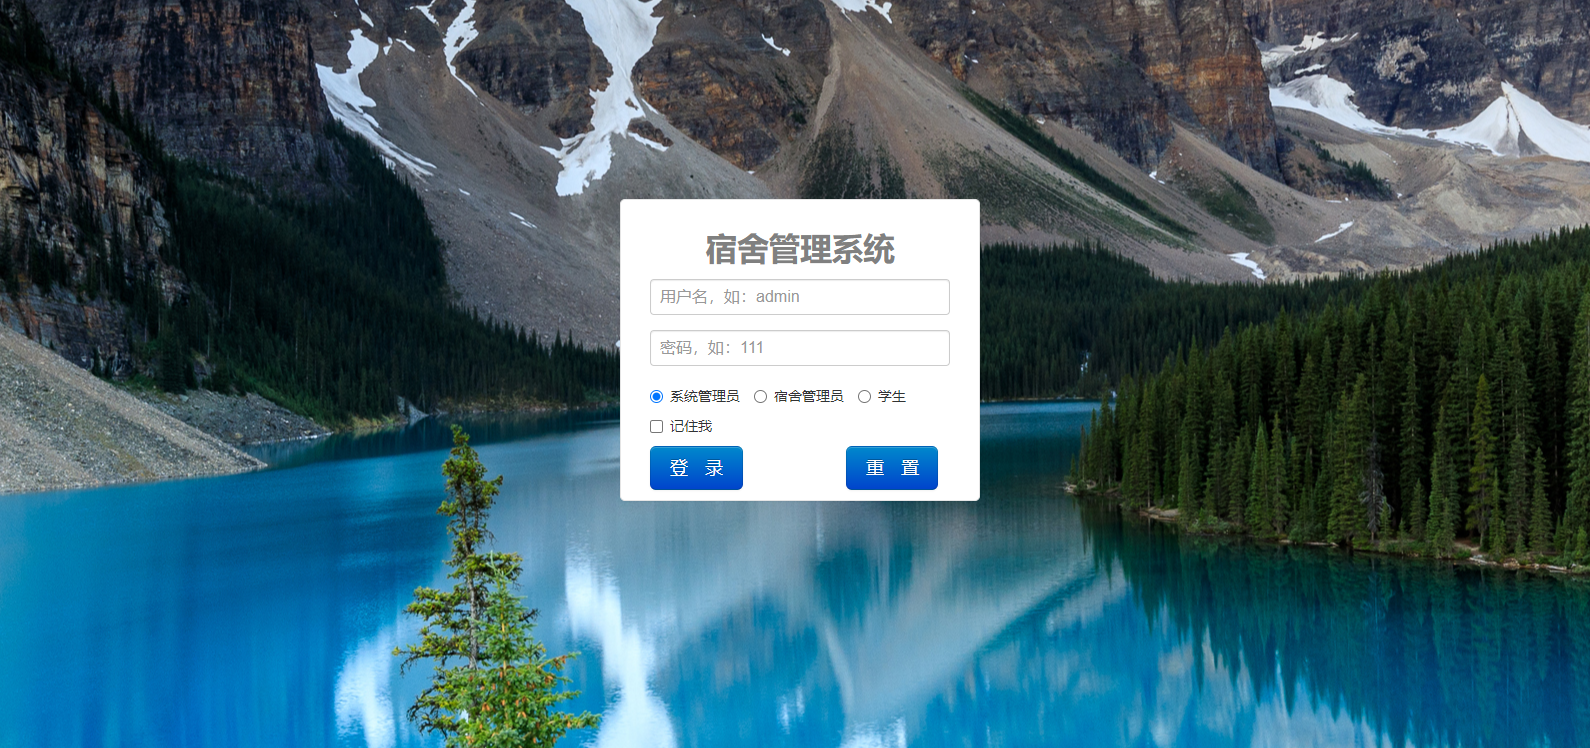 宿舍管理系统
用户名，如：admin
密码，如：111
系统管理员 宿舍管理员 学生
记住我
登 录 重 置